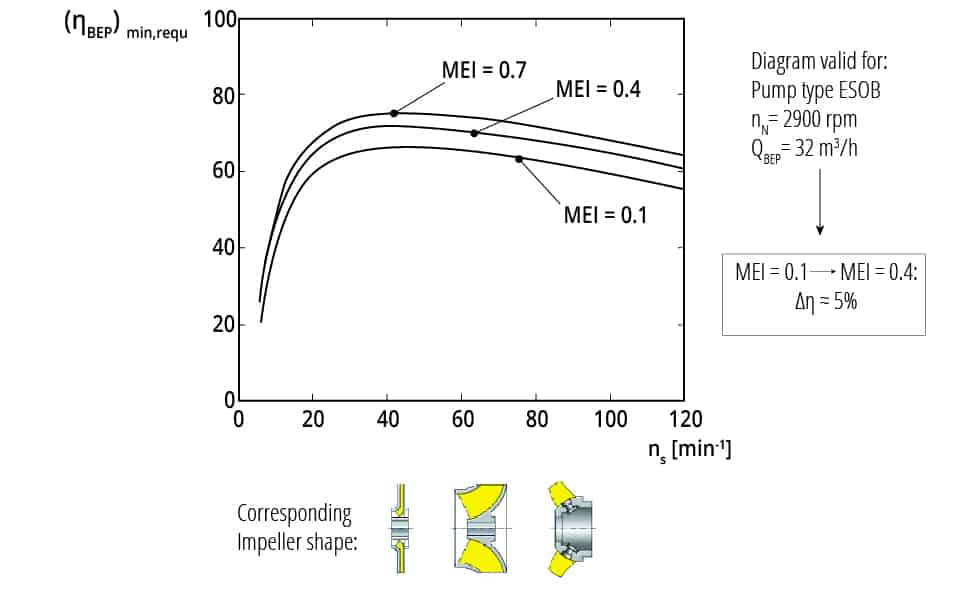 (ηBEP) min,requ
100
80
60
40
20
0
0 20 40 60 80 100 120
ns [min-1]
MEI = 0.7
MEI = 0.4
MEI = 0.1
Diagram valid for:
Pump type ESOB
nN= 2900 rpm
QBEP= 32 m³/h
MEI = 0.1→ MEI = 0.4:
Δη = 5%
Corresponding
Impeller shape: